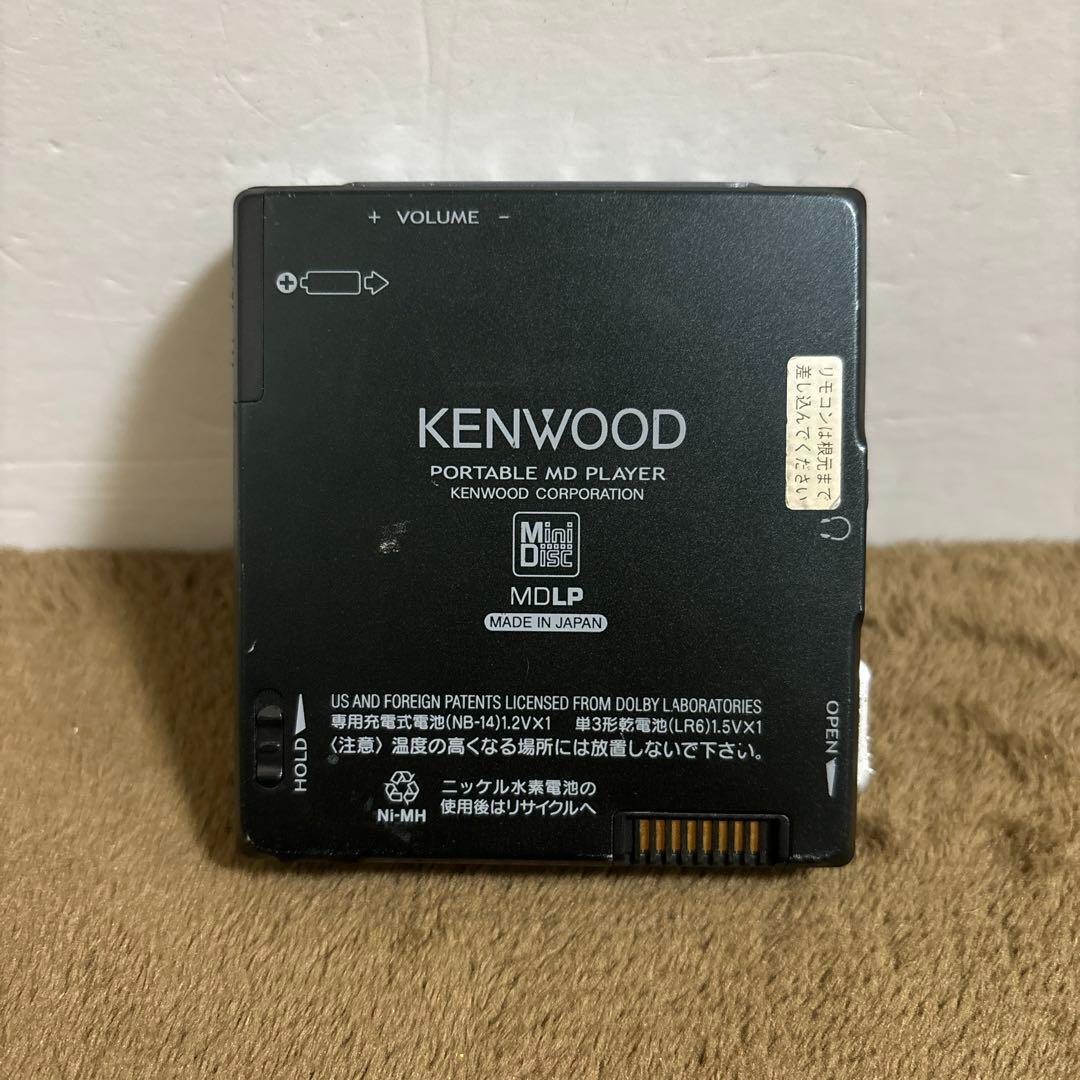 + VOLUME -
リモコンは根元まで
差し込んでください
KENWOOD
PORTABLE MD PLAYER
KENWOOD CORPORATION
Mini
Disc
MDLP
MADE IN JAPAN
US AND FOREIGN PATENTS LICENSED FROM DOLBY LABORATORIES
専用充電式電池(NB-14)1.2V×1 単3形乾電池(LR6)1.5V×1
〈注意〉温度の高くなる場所には放置しないで下さい。
HOLD
OPEN
Ni-MH
ニッケル水素電池の
使用後はリサイクルへ